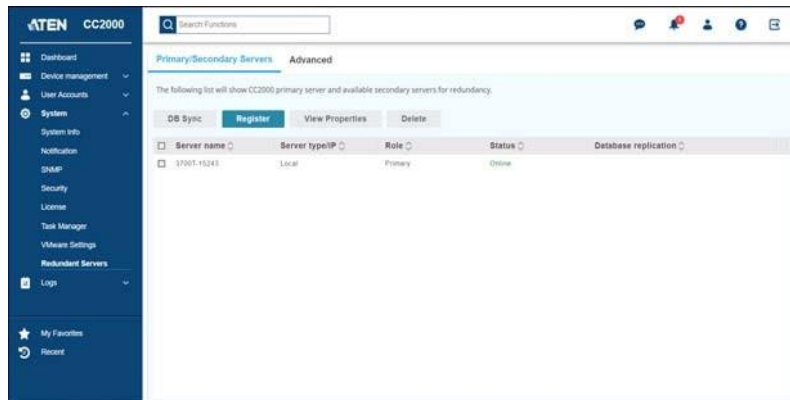 ATEN CC2000
Search Functions
Dashboard
Device management
User Accounts
System
System Info
Notification
SNMP
Security
License
Task Manager
VMware Settings
Redundant Servers
Logs
My Favorites
Recent
Primary/Secondary Servers Advanced
The following list will show CC2000 primary server and available secondary servers for redundancy.
DB Sync Register View Properties Delete
Server name Server type/IP Role Status Database replication
Local Primary Online